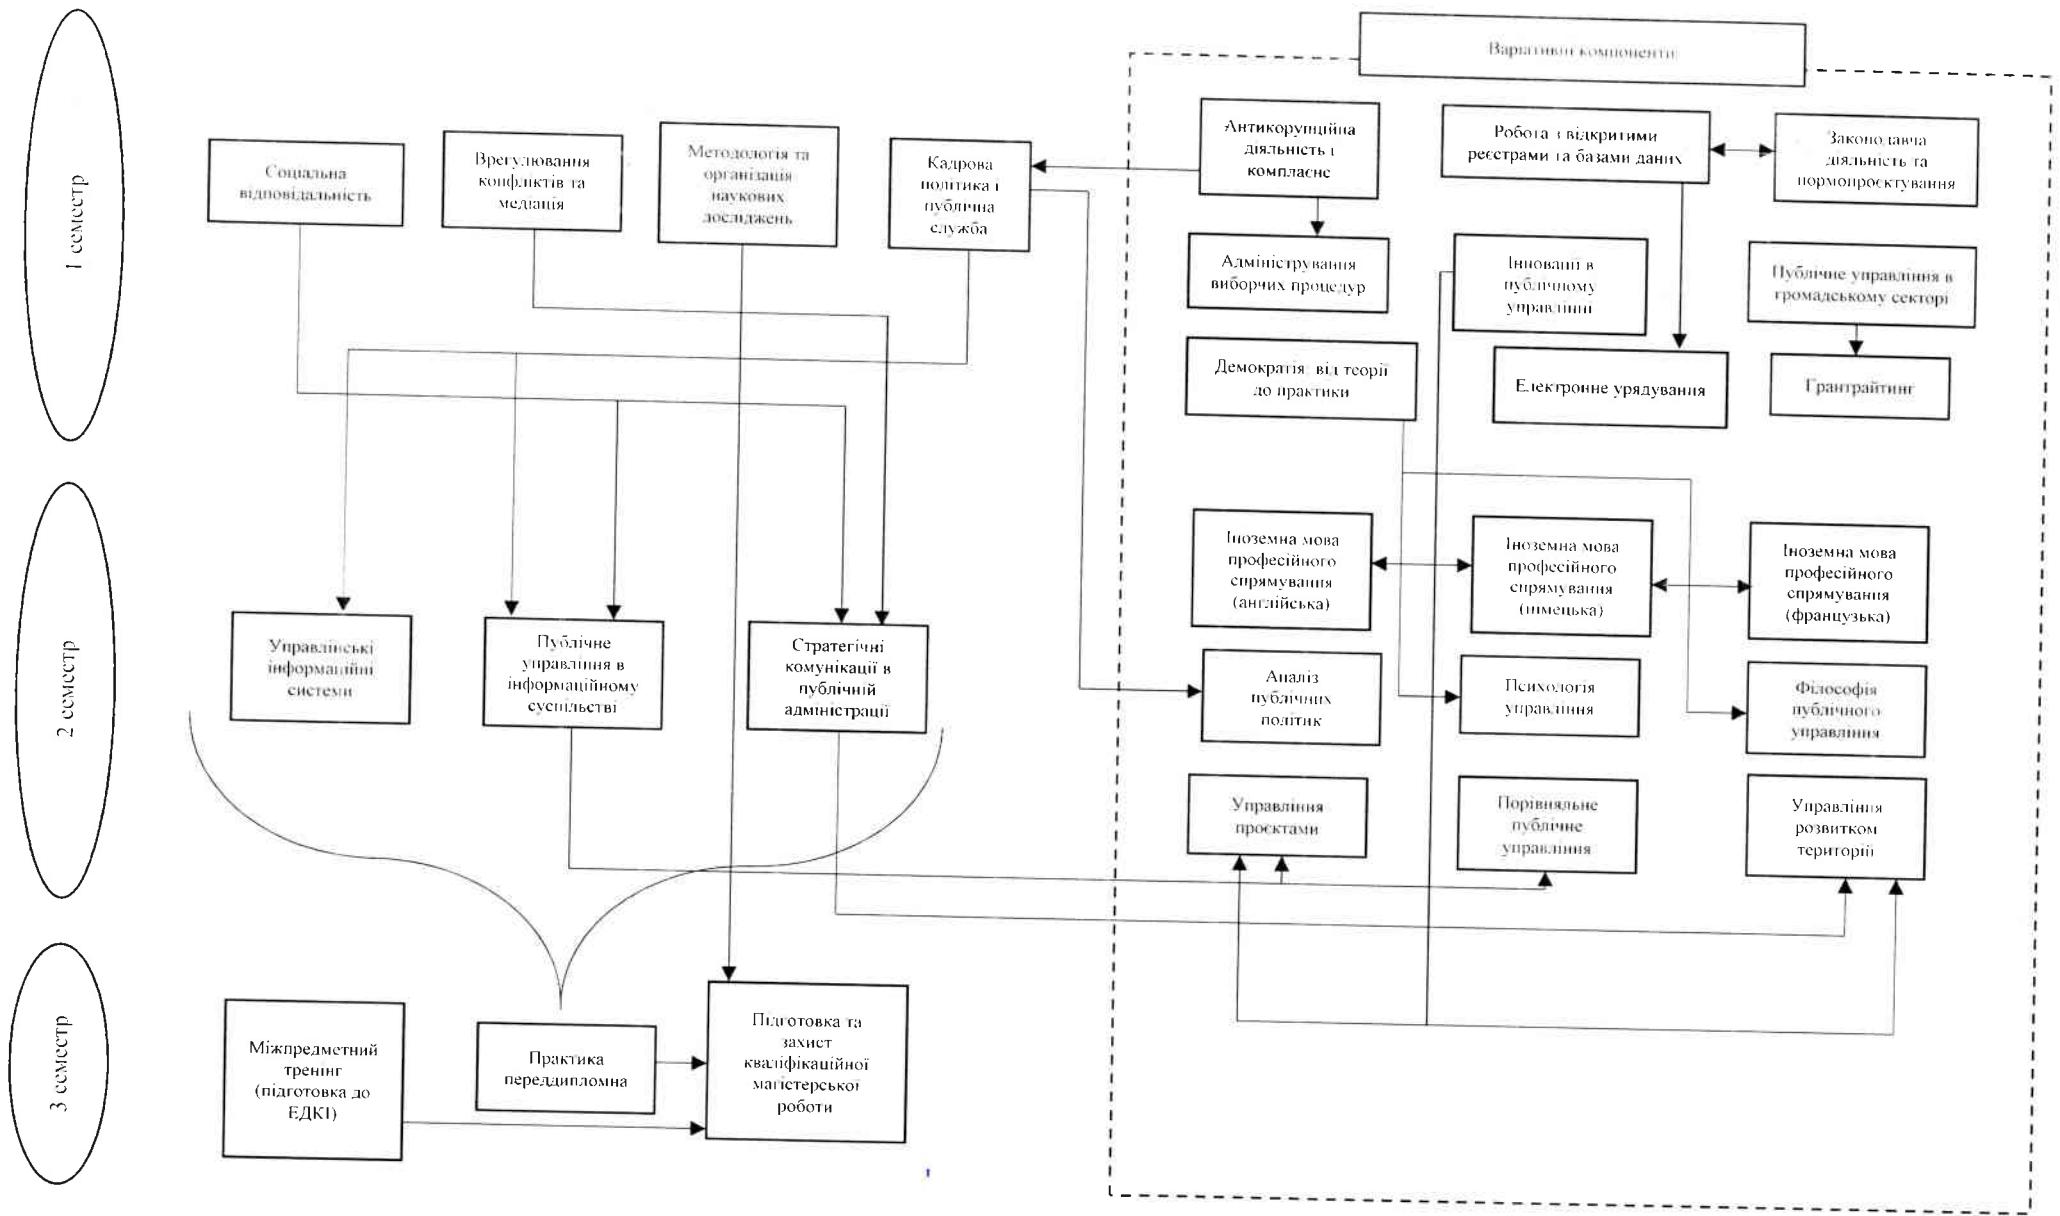 Варіативні компоненти
1 семестр
Соціальна
відповідальність
Врегулювання
конфліктів та
медіація
Методологія та
організація
наукових
досліджень
Кадрова
політика і
публічна
служба
Антикорупційна
діяльність і
комплаєнс
Робота з відкритими
реєстрами та базами даних
Законодавча
діяльність та
нормопроєктування
Адміністрування
виборчих процедур
Інновації в
публічному
управлінні
Публічне управління в
громадському секторі
Демократія: від теорії
до практики
Електронне урядування
Грантрайтинг
2 семестр
Іноземна мова
професійного
спрямування
(англійська)
Іноземна мова
професійного
спрямування
(німецька)
Іноземна мова
професійного
спрямування
(французька)
Управлінські
інформаційні
системи
Публічне
управління в
інформаційному
суспільстві
Стратегічні
комунікації в
публічній
адміністрації
Аналіз
публічних
політик
Психологія
управління
Філософія
публічного
управління
Управління
проєктами
Порівняльне
публічне
управління
Управління
розвитком
території
3 семестр
Міжпредметний
тренінг
(підготовка до
ЕДКІ)
Практика
переддипломна
Підготовка та
захист
кваліфікаційної
магістерської
роботи